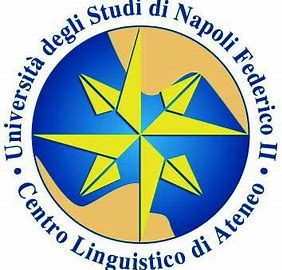 Università degli Studi di Napoli Federico II
• Centro Linguistico di Ateneo •